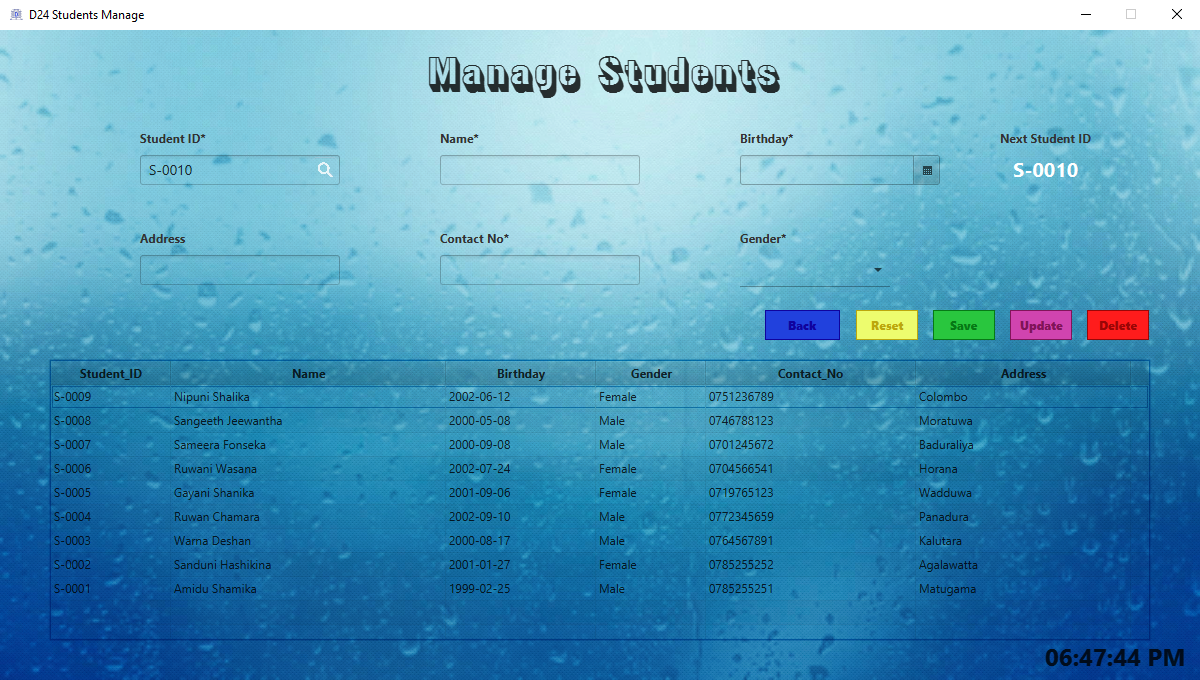 D24 Students Manage
Manage Students
Student ID* Name* Birthday* Next Student ID
S-0010 S-0010
Address Contact No* Gender*
Back Reset Save Update Delete
Student_ID Name Birthday Gender Contact_No Address
S-0009 Nipuni Shalika 2002-06-12 Female 0751236789 Colombo
S-0008 Sangeeth Jeewantha 2000-05-08 Male 0746788123 Moratuwa
S-0007 Sameera Fonseka 2000-09-08 Male 0701245672 Baduraliya
S-0006 Ruwani Wasana 2002-07-24 Female 0704566541 Horana
S-0005 Gayani Shanika 2001-09-06 Female 0719765123 Wadduwa
S-0004 Ruwan Chamara 2002-09-10 Male 0772345659 Panadura
S-0003 Warna Deshan 2000-08-17 Male 0764567891 Kalutara
S-0002 Sanduni Hashikina 2001-01-27 Female 0785255252 Agalawatta
S-0001 Amidu Shamika 1999-02-25 Male 0785255251 Matugama
06:47:44 PM